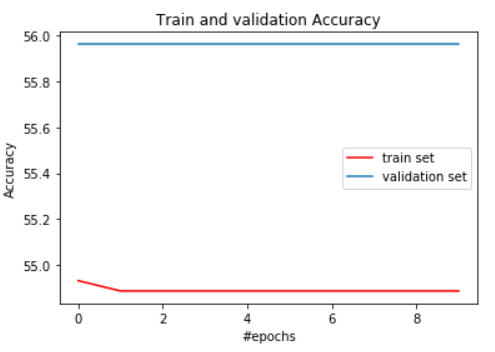 Train and validation Accuracy
56.0
55.8
55.6
55.4
55.2
55.0
Accuracy
train set
validation set
0 2 4 6 8
#epochs